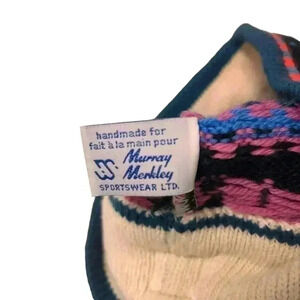 handmade for
fait à la main pour
Murray
Merkley
SPORTSWEAR LTD.